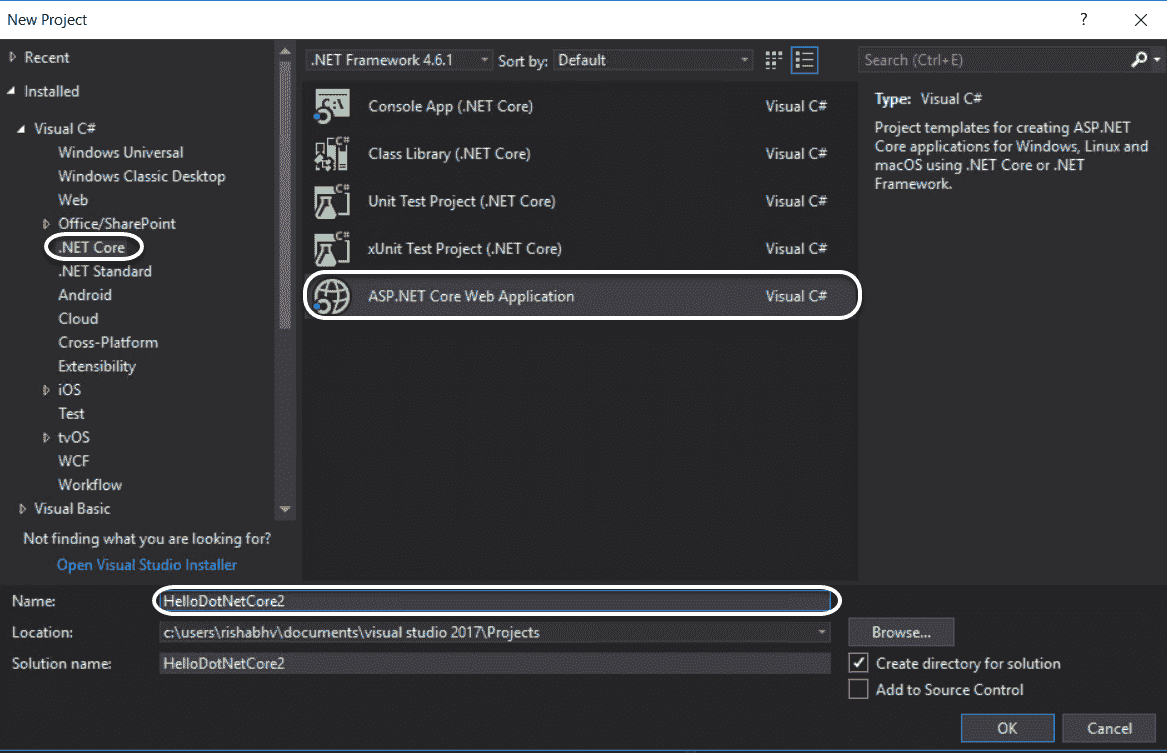 New Project
?
Recent
Installed
Visual C#
Windows Universal
Windows Classic Desktop
Web
Office/SharePoint
.NET Core
.NET Standard
Android
Cloud
Cross-Platform
Extensibility
iOS
Test
tvOS
WCF
Workflow
Visual Basic
Not finding what you are looking for?
Open Visual Studio Installer
.NET Framework 4.6.1 Sort by: Default
Console App (.NET Core) Visual C#
Class Library (.NET Core) Visual C#
Unit Test Project (.NET Core) Visual C#
xUnit Test Project (.NET Core) Visual C#
ASP.NET Core Web Application Visual C#
Search (Ctrl+E)
Type: Visual C#
Project templates for creating ASP.NET
Core applications for Windows, Linux and
macOS using .NET Core or .NET
Framework.
Name: HelloDotNetCore2
Location: c:\users\rishabhv\documents\visual studio 2017\Projects Browse...
Solution name: HelloDotNetCore2
Create directory for solution
Add to Source Control
OK Cancel